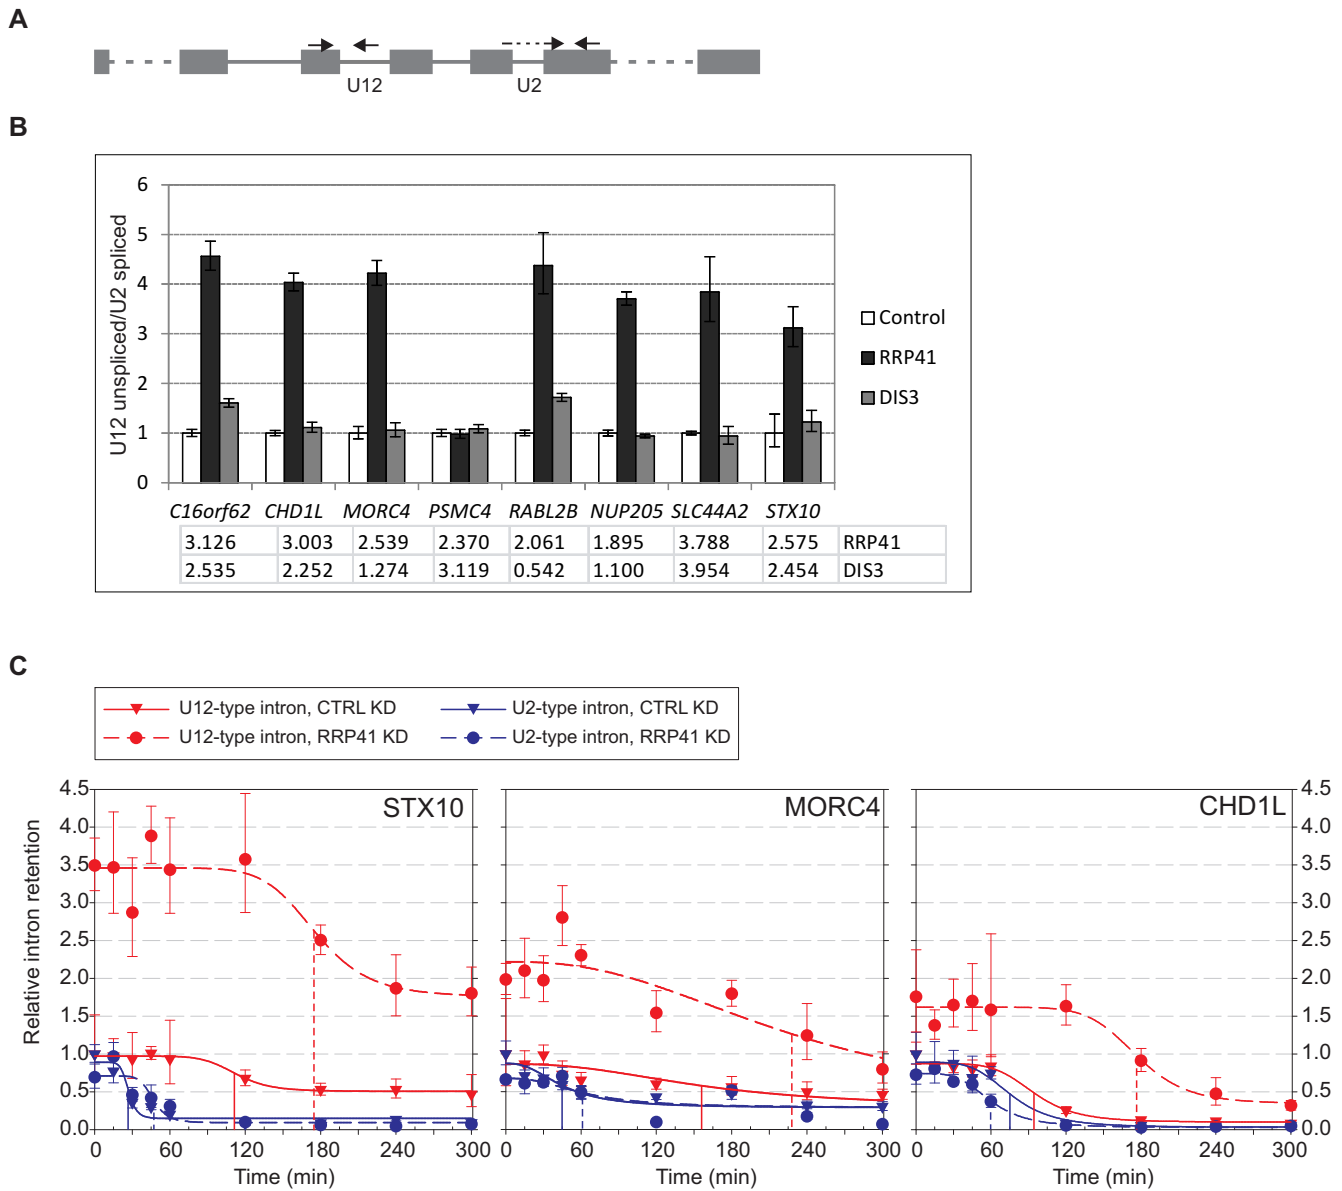 A
U12
U2
B
U12 unspliced/U2 spliced
6
5
4
3
2
1
0
Control
RRP41
DIS3
C16orf62 CHD1L MORC4 PSMC4 RABL2B NUP205 SLC44A2 STX10
3.126 3.003 2.539 2.370 2.061 1.895 3.788 2.575 RRP41
2.535 2.252 1.274 3.119 0.542 1.100 3.954 2.454 DIS3
C
U12-type intron, CTRL KD
U2-type intron, CTRL KD
U12-type intron, RRP41 KD
U2-type intron, RRP41 KD
Relative intron retention
4.5
4.0
3.5
3.0
2.5
2.0
1.5
1.0
0.5
0.0
STX10
0 60 120 180 240 300
Time (min)
MORC4
0 60 120 180 240 300
Time (min)
CHD1L
0 60 120 180 240 300
Time (min)
4.5
4.0
3.5
3.0
2.5
2.0
1.5
1.0
0.5
0.0